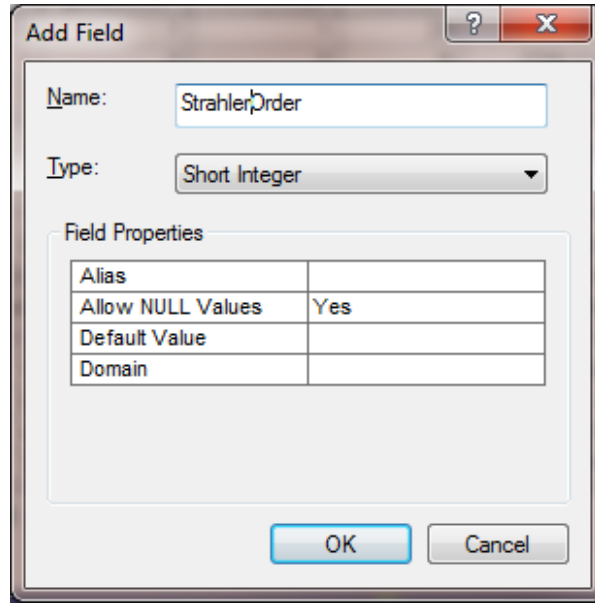 Add Field
?
Name: StrahlerOrder
Type: Short Integer
Field Properties
Alias
Allow NULL Values Yes
Default Value
Domain
OK Cancel